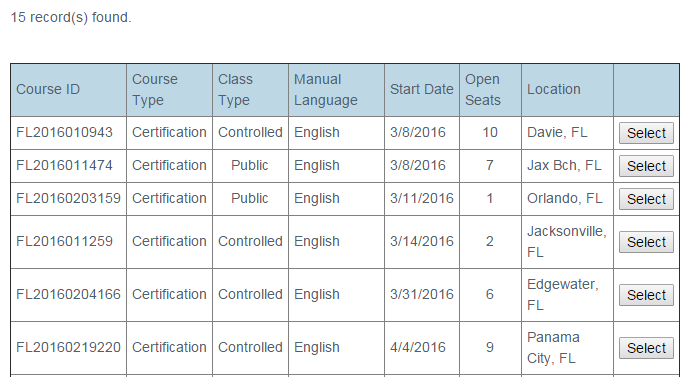 15 record(s) found.
Course ID Course Type Class Type Manual Language Start Date Open Seats Location
FL2016010943 Certification Controlled English 3/8/2016 10 Davie, FL Select
FL2016011474 Certification Public English 3/8/2016 7 Jax Bch, FL Select
FL20160203159 Certification Public English 3/11/2016 1 Orlando, FL Select
FL2016011259 Certification Controlled English 3/14/2016 2 Jacksonville, FL Select
FL20160204166 Certification Controlled English 3/31/2016 6 Edgewater, FL Select
FL20160219220 Certification Controlled English 4/4/2016 9 Panama City, FL Select